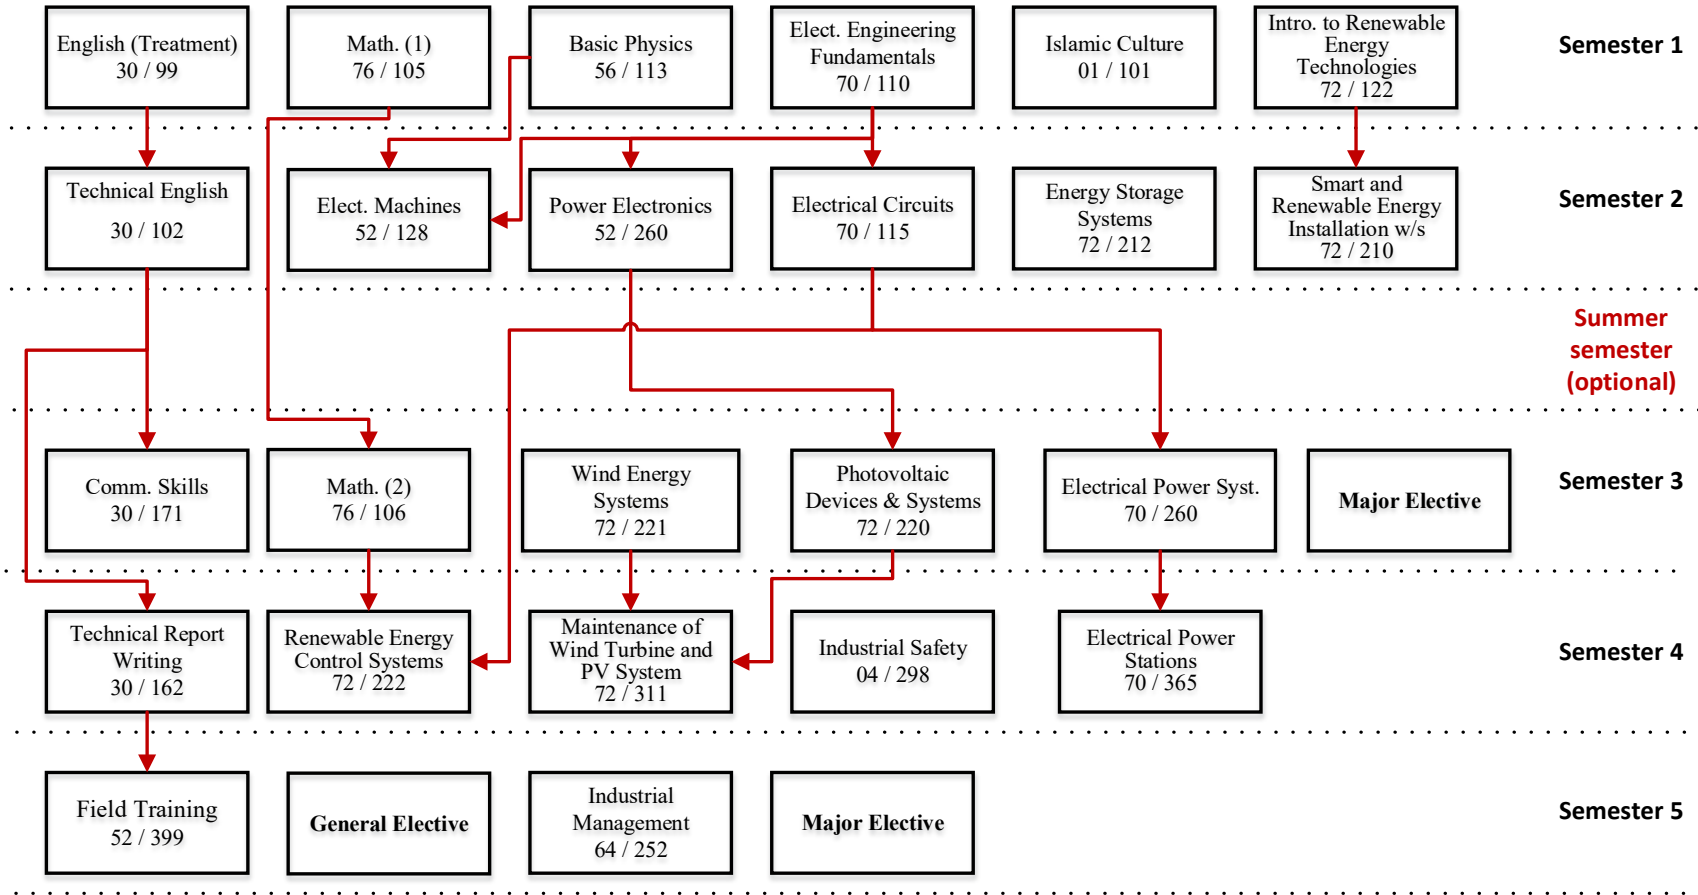 English (Treatment)
30 / 99
Math. (1)
76 / 105
Basic Physics
56 / 113
Elect. Engineering
Fundamentals
70 / 110
Islamic Culture
01 / 101
Intro. to Renewable
Energy
Technologies
72 / 122
Semester 1
Technical English
30 / 102
Elect. Machines
52 / 128
Power Electronics
52 / 260
Electrical Circuits
70 / 115
Energy Storage
Systems
72 / 212
Smart and
Renewable Energy
Installation w/s
72 / 210
Semester 2
Summer
semester
(optional)
Comm. Skills
30 / 171
Math. (2)
76 / 106
Wind Energy
Systems
72 / 221
Photovoltaic
Devices & Systems
72 / 220
Electrical Power Syst.
70 / 260
Major Elective
Semester 3
Technical Report
Writing
30 / 162
Renewable Energy
Control Systems
72 / 222
Maintenance of
Wind Turbine and
PV System
72 / 311
Industrial Safety
04 / 298
Electrical Power
Stations
70 / 365
Semester 4
Field Training
52 / 399
General Elective
Industrial
Management
64 / 252
Major Elective
Semester 5